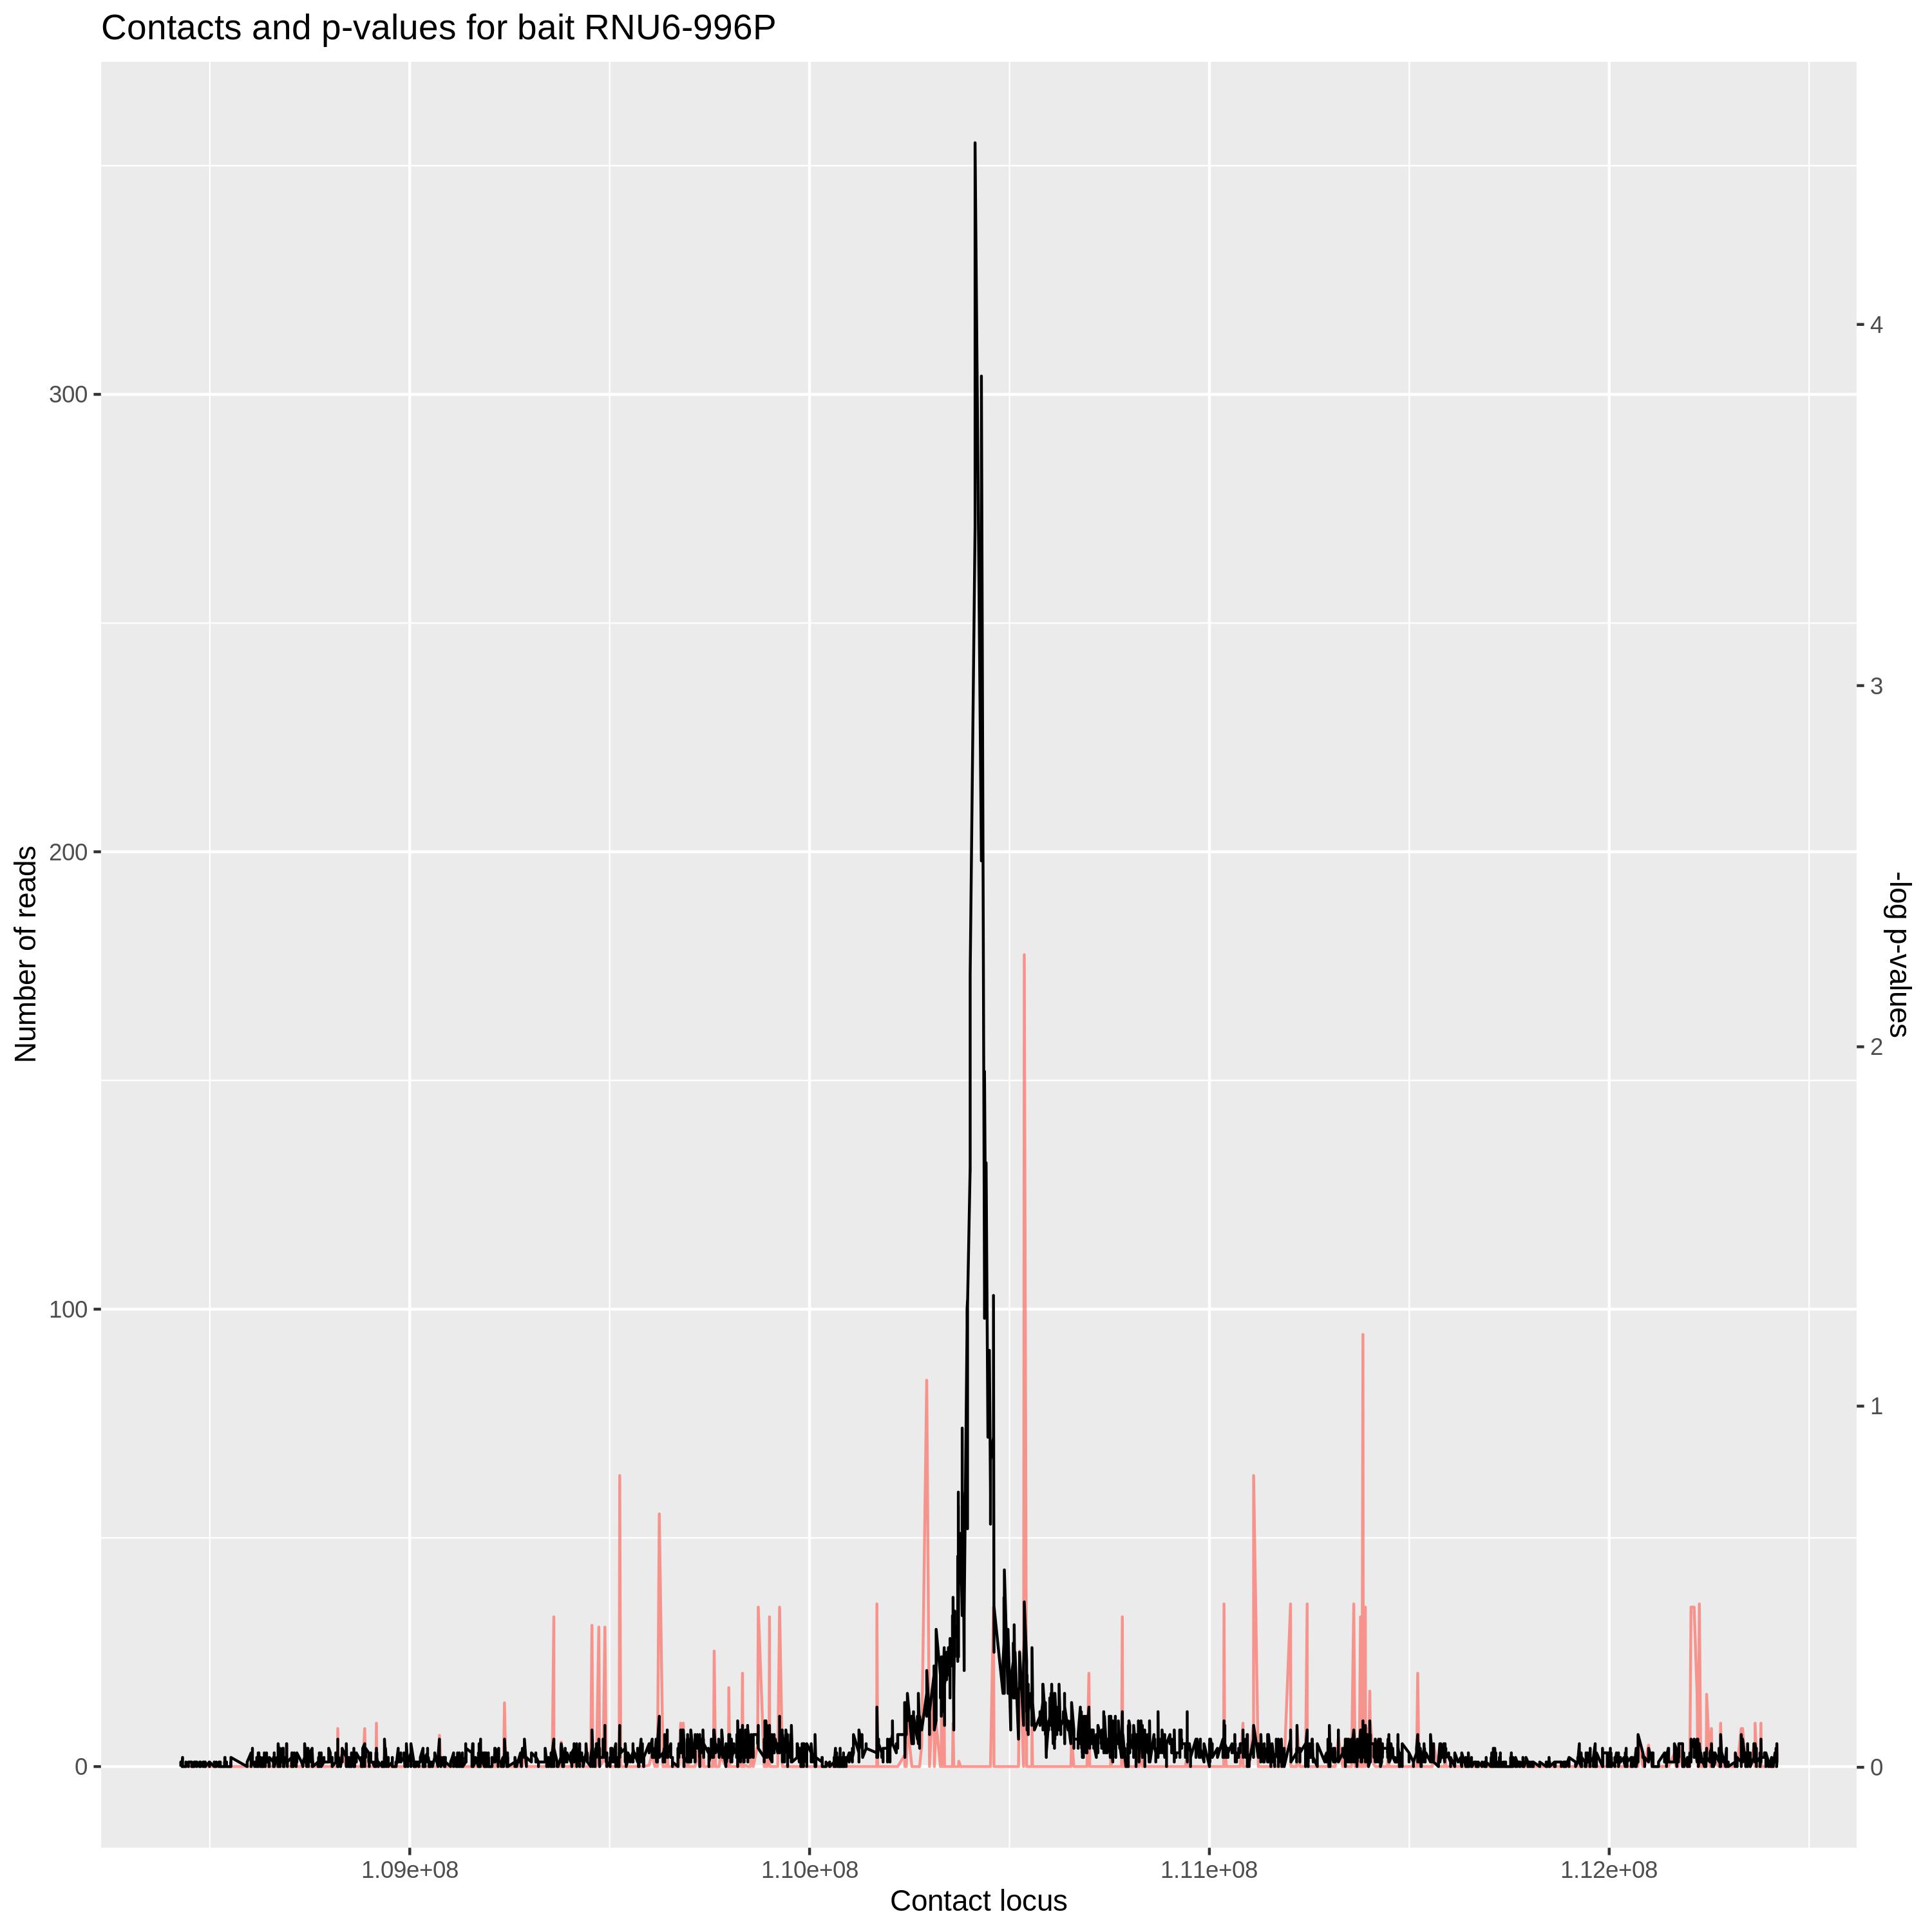 Contacts and p-values for bait RNU6-996P
Number of reads
300
200
100
0
4
3
2
1
0
-log p-values
1.09e+08
1.10e+08
1.11e+08
1.12e+08
Contact locus